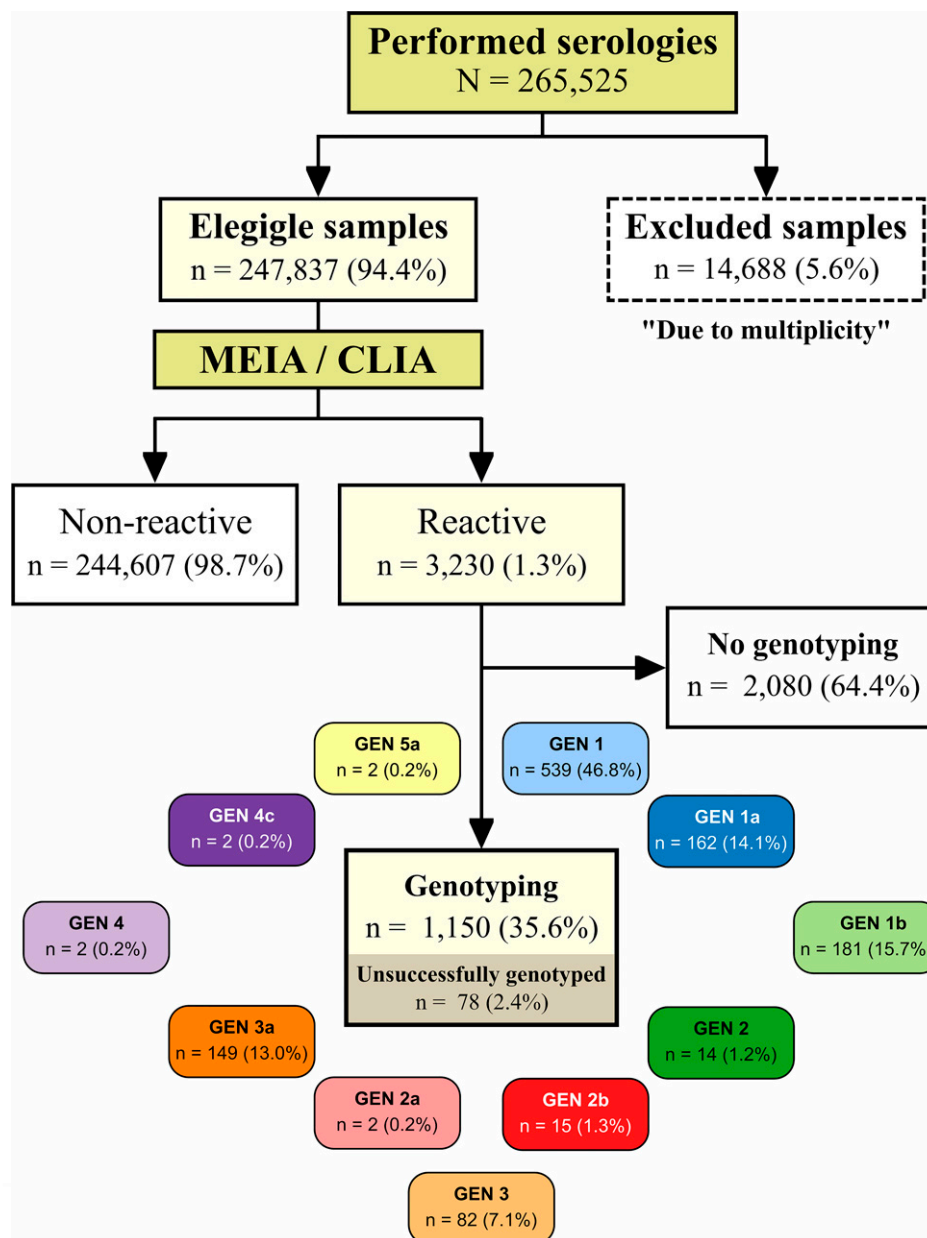 Performed serologies
N = 265,525
Elegigle samples
n = 247,837 (94.4%)
Excluded samples
n = 14,688 (5.6%)
"Due to multiplicity"
MEIA / CLIA
Non-reactive
n = 244,607 (98.7%)
Reactive
n = 3,230 (1.3%)
No genotyping
n = 2,080 (64.4%)
GEN 5a
n = 2 (0.2%)
GEN 1
n = 539 (46.8%)
GEN 4c
n = 2 (0.2%)
GEN 1a
n = 162 (14.1%)
Genotyping
n = 1,150 (35.6%)
Unsuccessfully genotyped
n = 78 (2.4%)
GEN 4
n = 2 (0.2%)
GEN 1b
n = 181 (15.7%
GEN 3a
n = 149 (13.0%)
GEN 2
n = 14 (1.2%)
GEN 2a
n = 2 (0.2%)
GEN 2b
n = 15 (1.3%)
GEN 3
n = 82 (7.1%)